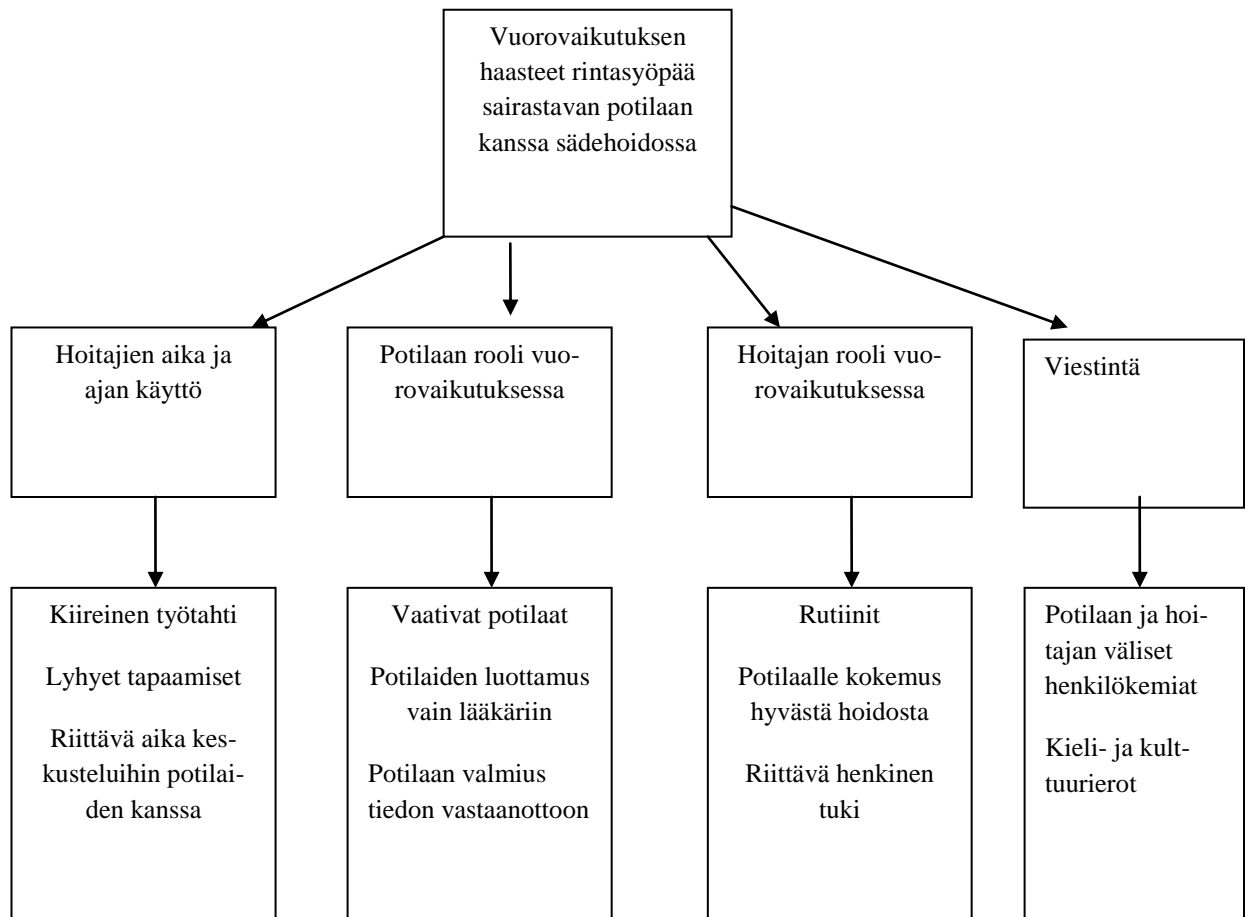 Vuorovaikutuksen
haasteet rintasyöpää
sairastavan potilaan
kanssa sädehoidossa
Hoitajien aika ja
ajan käyttö
Potilaan rooli vuo-
rovaikutuksessa
Hoitajan rooli vuo-
rovaikutuksessa
Viestintä
Kiireinen työtahti
Lyhyet tapaamiset
Riittävä aika kes-
kusteluihin potilai-
den kanssa
Vaativat potilaat
Potilaiden luottamus
vain lääkäriin
Potilaan valmius
tiedon vastaanottoon
Rutiinit
Potilaalle kokemus
hyvästä hoidosta
Riittävä henkinen
tuki
Potilaan ja hoi-
tajan väliset
henkilökemiat
Kieli- ja kult-
tuurierot